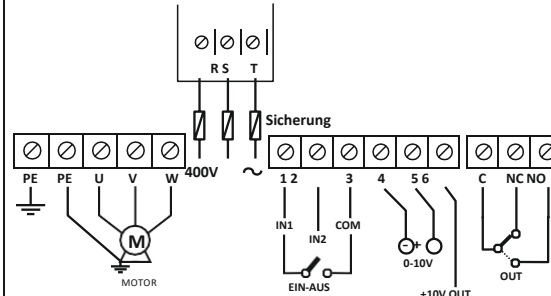 R S T
Sicherung
PE PE U V W 400V ~ 1 2 3 4 5 6 C NC NO
IN1 IN2 COM
- + 
0-10V
M
MOTOR
EIN-AUS
+10V OUT
OUT